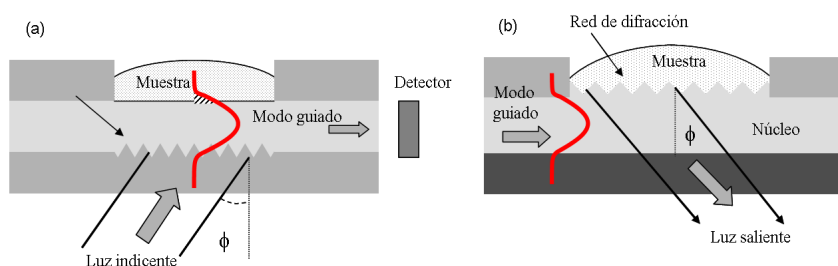 (a)
Muestra
Detector
Modo guiado
Luz indicente
ϕ
(b)
Red de difracción
Muestra
Modo
guiado
Núcleo
ϕ
Luz saliente